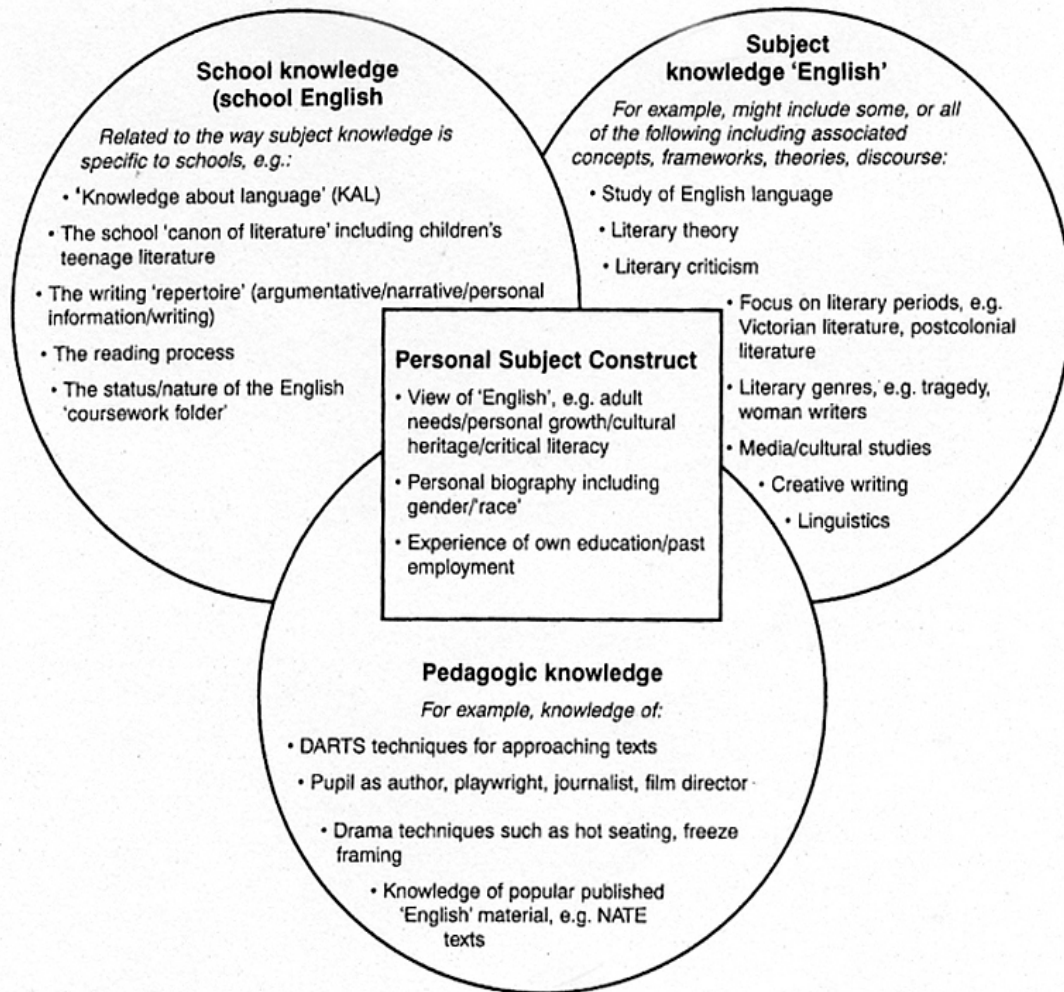 School knowledge
(school English
Related to the way subject knowledge is
specific to schools, e.g.:
• 'Knowledge about language' (KAL)
• The school 'canon of literature' including children's
teenage literature
• The writing 'repertoire' (argumentative/narrative/personal
information/writing)
• The reading process
• The status/nature of the English
'coursework folder'
Subject
knowledge 'English'
For example, might include some, or all
of the following including associated
concepts, frameworks, theories, discourse:
• Study of English language
• Literary theory
• Literary criticism
• Focus on literary periods, e.g.
Victorian literature, postcolonial
literature
• Literary genres, e.g. tragedy,
woman writers
• Media/cultural studies
• Creative writing
• Linguistics
Personal Subject Construct
• View of 'English', e.g. adult
needs/personal growth/cultural
heritage/critical literacy
• Personal biography including
gender/'race'
• Experience of own education/past
employment
Pedagogic knowledge
For example, knowledge of:
• DARTS techniques for approaching texts
• Pupil as author, playwright, journalist, film director
• Drama techniques such as hot seating, freeze
framing
• Knowledge of popular published
'English' material, e.g. NATE
texts